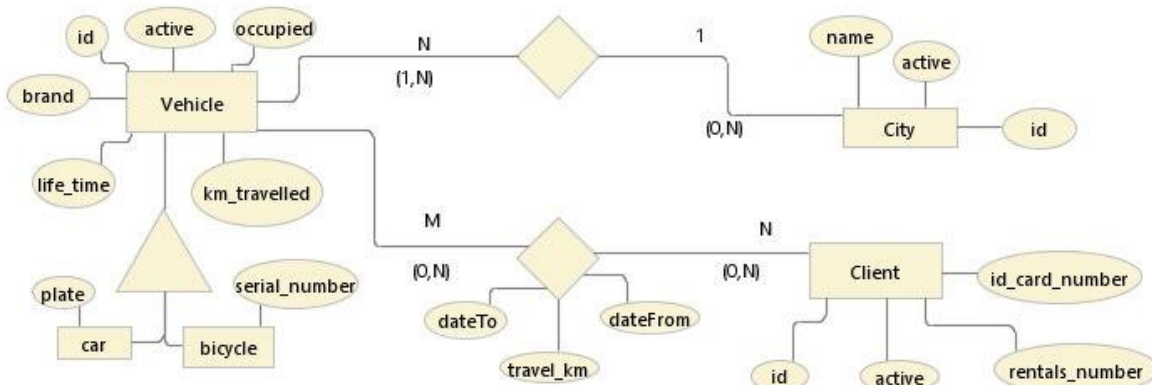 id
active
occupied
brand
Vehicle
life_time
km_travelled
N
(1,N)
1
(0,N)
name
active
City
id
plate
serial_number
car
bicycle
M
(0,N)
N
(0,N)
dateTo
travel_km
dateFrom
Client
id_card_number
id
active
rentals_number